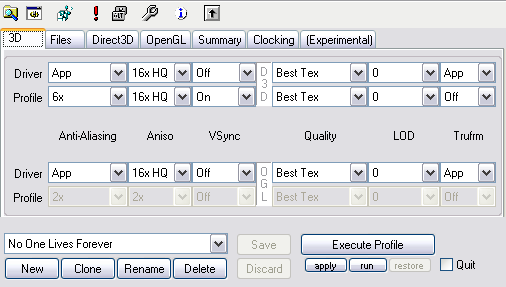 3D Files Direct3D OpenGL Summary Clocking (Experimental)
Driver App 16x HQ Off Best Tex 0 App
D3D
Profile 6x 16x HQ On Best Tex 0 Off
Anti-Aliasing Aniso VSync Quality LOD Trufrm
Driver App 16x HQ Off Best Tex 0 App
OGL
Profile 2x 2x Off Best Tex 0 Off
No One Lives Forever Save Execute Profile
New Clone Rename Delete Discard apply run restore Quit